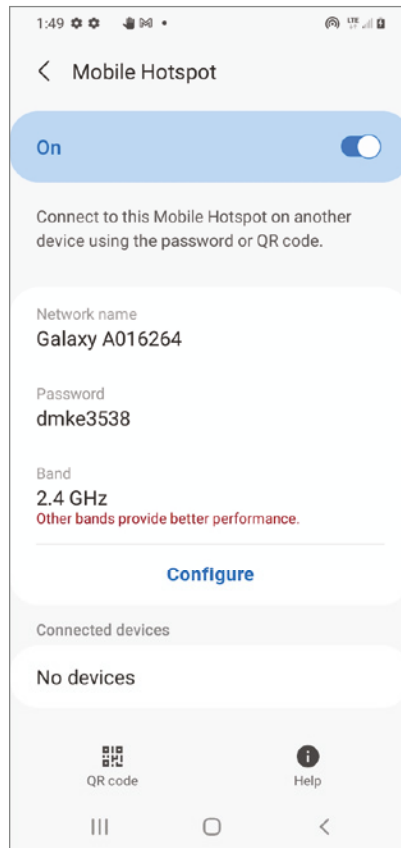 1:49
LTE
Mobile Hotspot
On
Connect to this Mobile Hotspot on another
device using the password or QR code.
Network name
Galaxy A016264
Password
dmke3538
Band
2.4 GHz
Other bands provide better performance.
Configure
Connected devices
No devices
QR code
Help